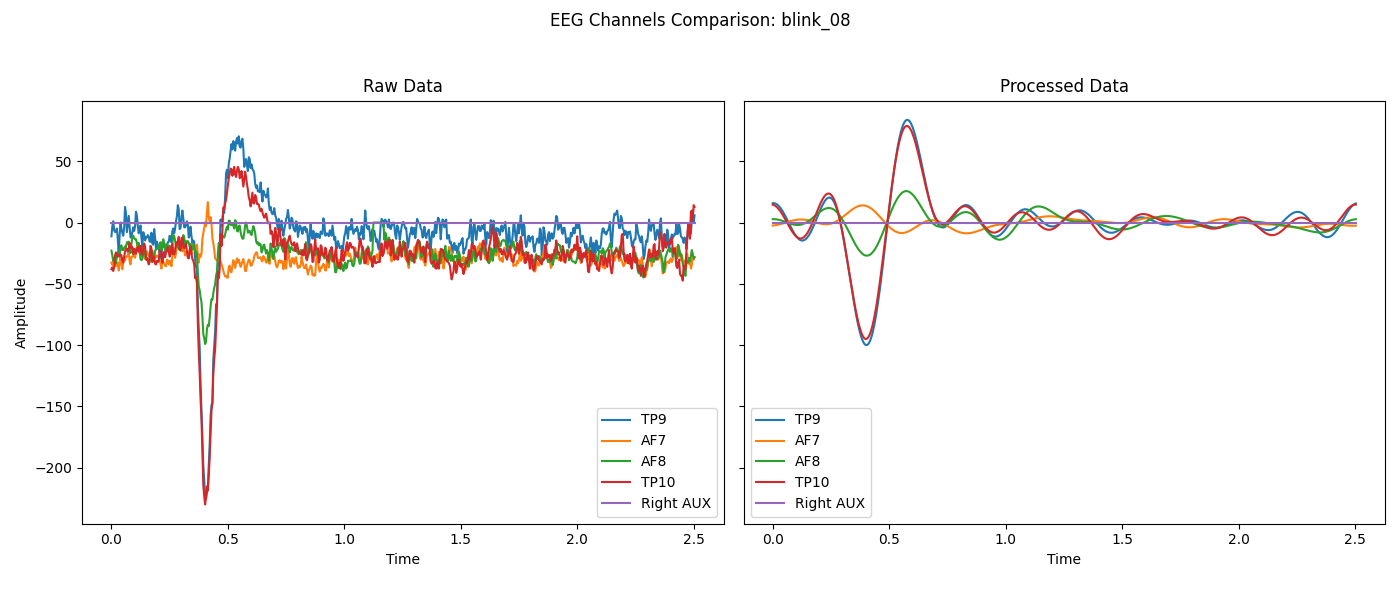 EEG Channels Comparison: blink_08
Raw Data
Processed Data
Amplitude
50
0
−50
−100
−150
−200
TP9
AF7
AF8
TP10
Right AUX
0.0
0.5
1.0
1.5
2.0
2.5
Time
TP9
AF7
AF8
TP10
Right AUX
0.0
0.5
1.0
1.5
2.0
2.5
Time